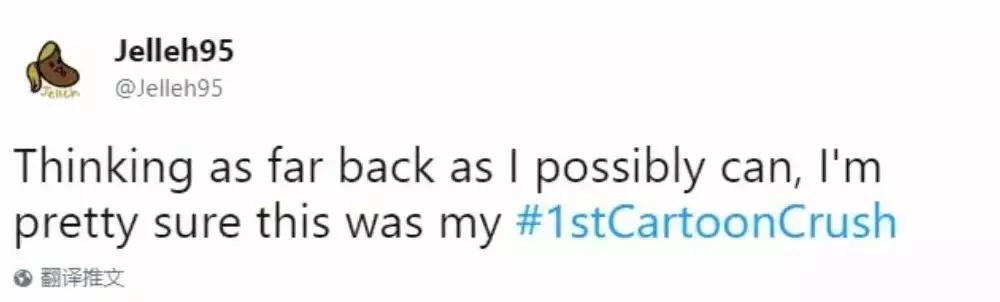 Jelleh95
Jelleh
@Jelleh95
Thinking as far back as I possibly can, I'm
pretty sure this was my #1stCartoonCrush
翻译推文